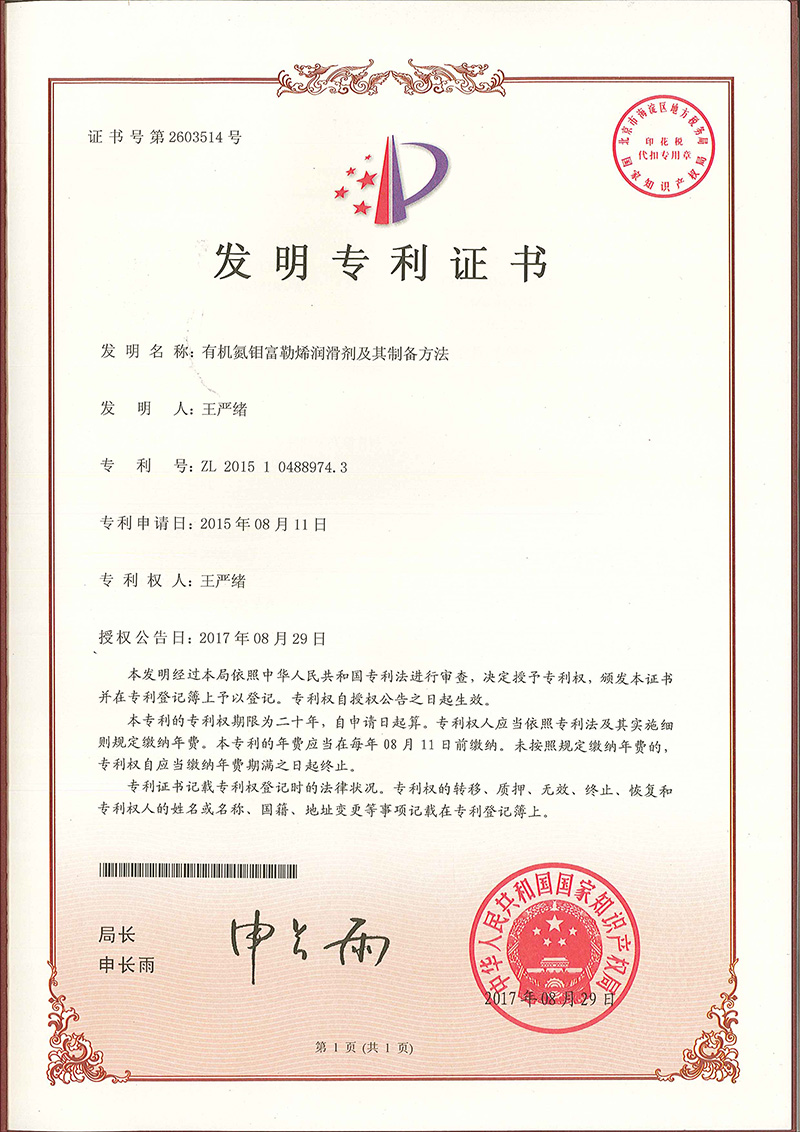 证书号第2603514号
北京市海淀区地方税务局
印花税
代扣专用章
国家知识产权局
发明专利证书
发明名称：有机氮钼富勒烯润滑剂及其制备方法
发明人：王严绪
专利号：ZL 2015 1 0488974.3
专利申请日：2015年08月11日
专利权人：王严绪
授权公告日：2017年08月29日
本发明经过本局依照中华人民共和国专利法进行审查，决定授予专利权，颁发本证书
并在专利登记簿上予以登记。专利权自授权公告之日起生效。
本专利的专利权期限为二十年，自申请日起算。专利权人应当依照专利法及其实施细
则规定缴纳年费。本专利的年费应当在每年08月11日前缴纳。未按照规定缴纳年费的，
专利权自应当缴纳年费期满之日起终止。
专利证书记载专利权登记时的法律状况。专利权的转移、质押、无效、终止、恢复和
专利权人的姓名或名称、国籍、地址变更等事项记载在专利登记簿上。
局长
申长雨
申长雨
中华人民共和国国家知识产权局
2017年08月29日
第1页(共1页)